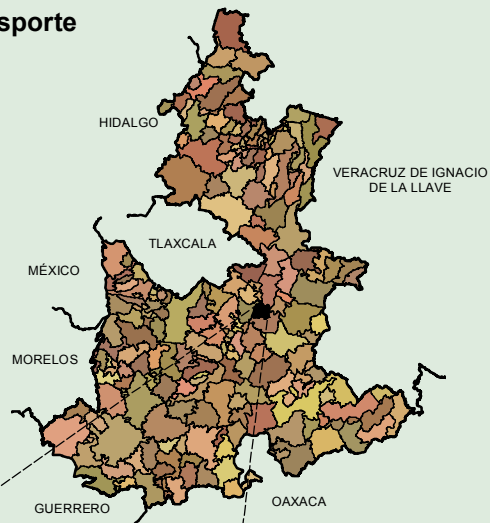 sporte
HIDALGO
VERACRUZ DE IGNACIO
DE LA LLAVE
TLAXCALA
MÉXICO
MORELOS
GUERRERO
OAXACA